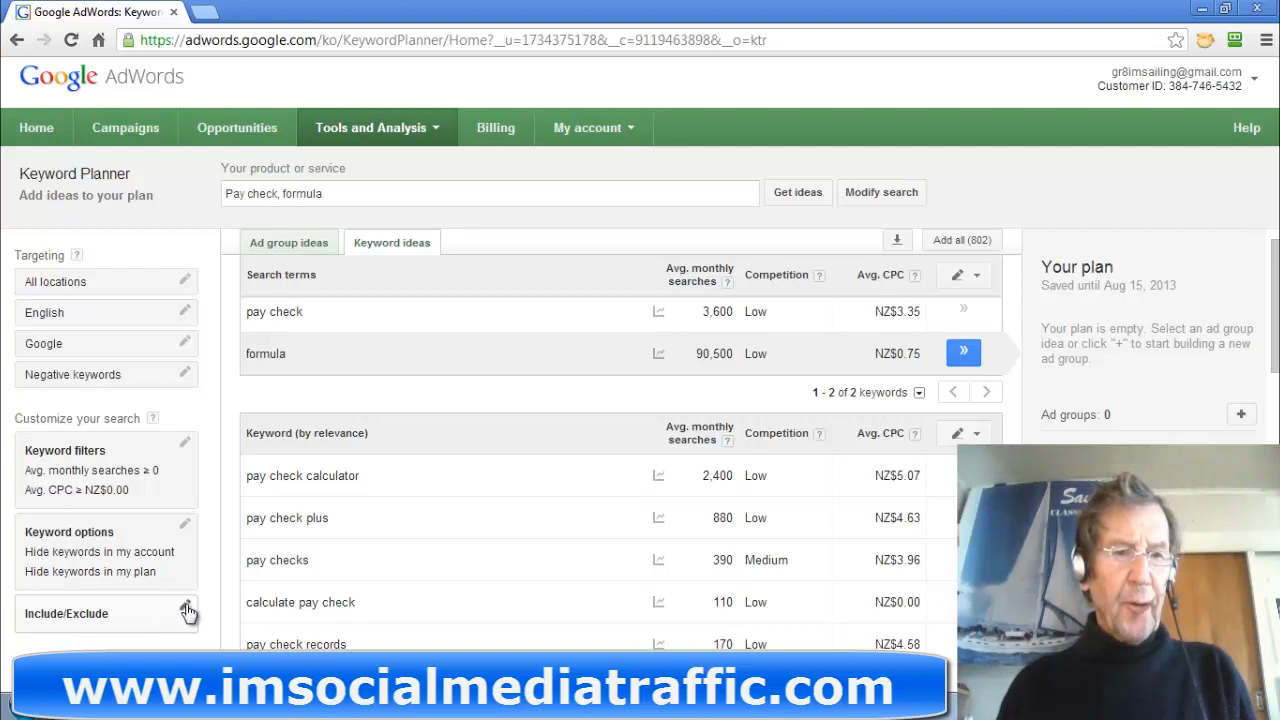 Google AdWords: Keywor
https://adwords.google.com/ko/KeywordPlanner/Home?__u=1734375178&__c=9119463898&__o=ktr
Google AdWords
gr8imsailing@gmail.com
Customer ID: 384-746-5432
Home
Campaigns
Opportunities
Tools and Analysis
Billing
My account
Help
Keyword Planner
Add ideas to your plan
Your product or service
Pay check, formula
Get ideas
Modify search
Targeting ?
All locations
English
Google
Negative keywords
Customize your search ?
Keyword filters
Avg. monthly searches ≥ 0
Avg. CPC ≥ NZ$0.00
Keyword options
Hide keywords in my account
Hide keywords in my plan
Include/Exclude
Ad group ideas
Keyword ideas
Add all (802)
Search terms
Avg. monthly
searches ?
Competition ?
Avg. CPC ?
pay check 3,600 Low NZ$3.35 »
formula 90,500 Low NZ$0.75 »
1 - 2 of 2 keywords
Keyword (by relevance)
Avg. monthly
searches ?
Competition ?
Avg. CPC ?
pay check calculator 2,400 Low NZ$5.07
pay check plus 880 Low NZ$4.63
pay checks 390 Medium NZ$3.96
calculate pay check 110 Low NZ$0.00
pay check records 170 Low NZ$4.58
Your plan
Saved until Aug 15, 2013
Your plan is empty. Select an ad group
idea or click "+" to start building a new
ad group.
Ad groups: 0
www.imsocialmediatraffic.com